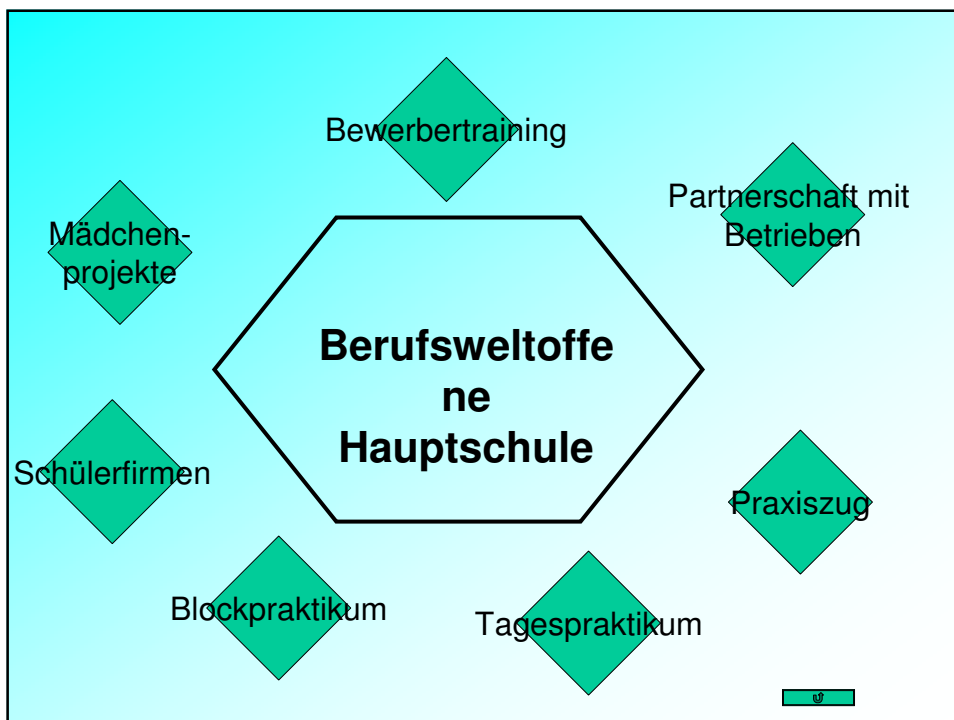 Bewerbertraining
Partnerschaft mit
Betrieben
Mädchen-
projekte
Berufsweltoffe
ne
Hauptschule
Schülerfirmen
Praxiszug
Blockpraktikum
Tagespraktikum